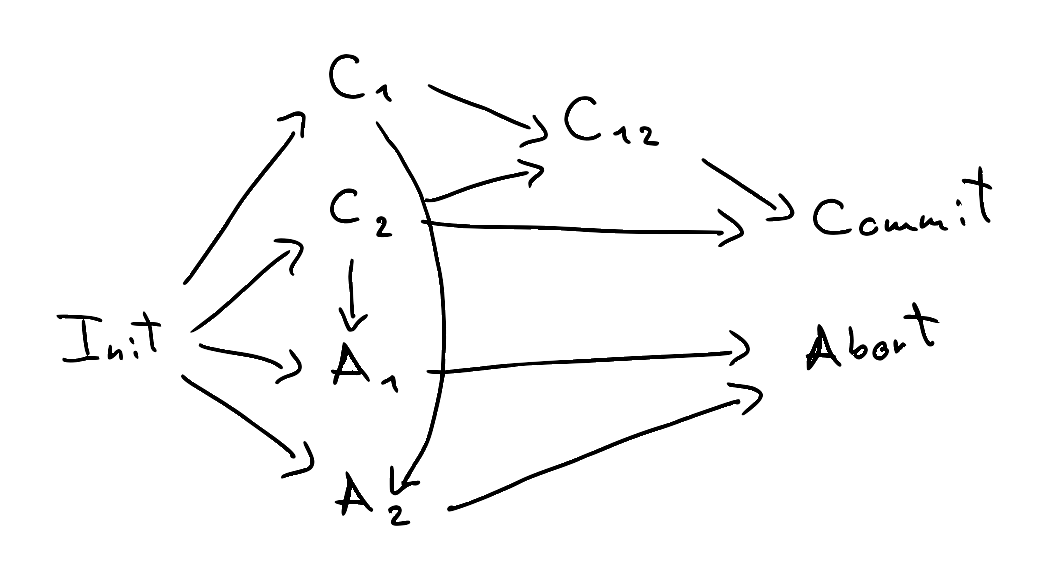 C₁
C₁₂
C₂
Commit
Init
A₁
Abort
A₂